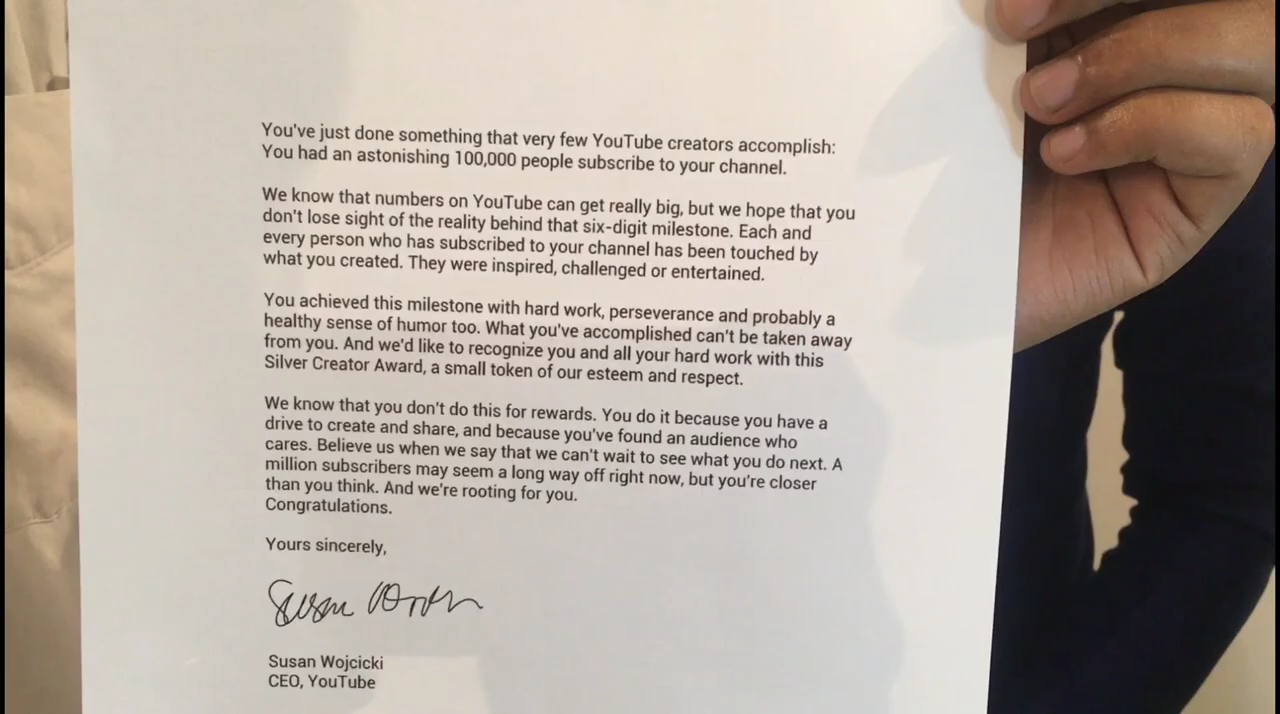 You've just done something that very few YouTube creators accomplish:
You had an astonishing 100,000 people subscribe to your channel.
We know that numbers on YouTube can get really big, but we hope that you
don't lose sight of the reality behind that six-digit milestone. Each and
every person who has subscribed to your channel has been touched by
what you created. They were inspired, challenged or entertained.
You achieved this milestone with hard work, perseverance and probably a
healthy sense of humor too. What you've accomplished can't be taken away
from you. And we'd like to recognize you and all your hard work with this
Silver Creator Award, a small token of our esteem and respect.
We know that you don't do this for rewards. You do it because you have a
drive to create and share, and because you've found an audience who
cares. Believe us when we say that we can't wait to see what you do next. A
million subscribers may seem a long way off right now, but you're closer
than you think. And we're rooting for you.
Congratulations.
Yours sincerely,
Susan Wojcicki
CEO, YouTube